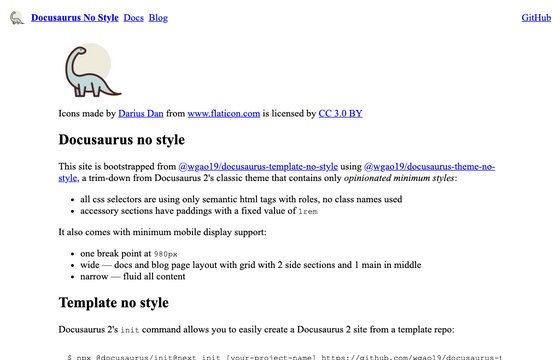 Docusaurus No Style Docs Blog GitHub
Icons made by Darius Dan from www.flaticon.com is licensed by CC 3.0 BY
Docusaurus no style
This site is bootstrapped from @wgao19/docusaurus-template-no-style using @wgao19/docusaurus-theme-no-
style, a trim-down from Docusaurus 2's classic theme that contains only opinionated minimum styles:
• all css selectors are using only semantic html tags with roles, no class names used
• accessory sections have paddings with a fixed value of 1rem
It also comes with minimum mobile display support:
• one break point at 980px
• wide — docs and blog page layout with grid with 2 side sections and 1 main in middle
• narrow — fluid all content
Template no style
Docusaurus 2's init command allows you to easily create a Docusaurus 2 site from a template repo:
$ npx @docusaurus/init@next init [your-project-name] https://github.com/wgao19/docusaurus-t